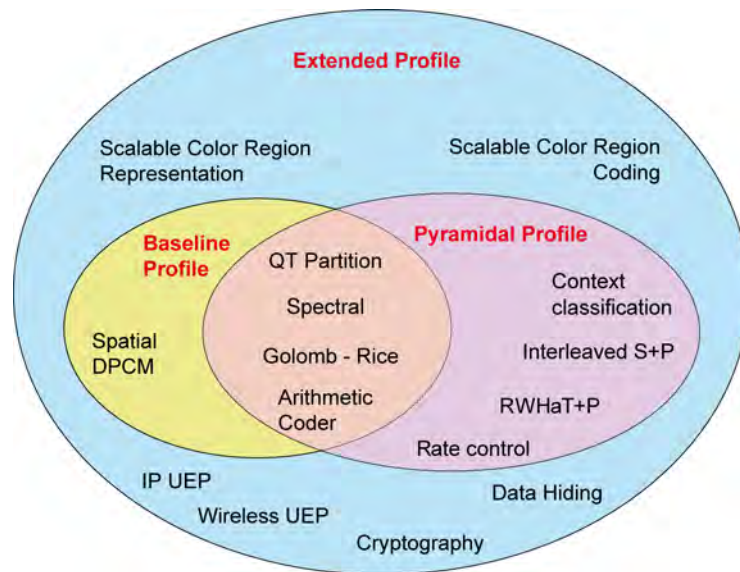 Extended Profile
Scalable Color Region
Representation
Scalable Color Region
Coding
Baseline
Profile
Pyramidal Profile
QT Partition
Spectral
Golomb - Rice
Arithmetic
Coder
Spatial
DPCM
Context
classification
Interleaved S+P
RWHaT+P
Rate control
IP UEP
Wireless UEP
Data Hiding
Cryptography